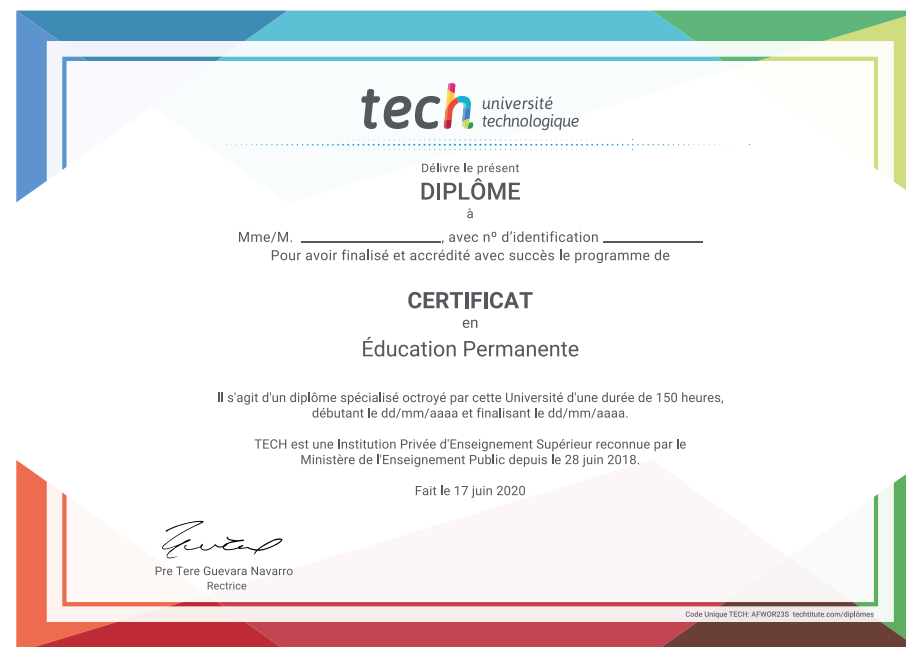 tech université
technologique
Délivre le présent
DIPLÔME
à
Mme/M. ____________________, avec nº d'identification ______________
Pour avoir finalisé et accrédité avec succès le programme de
CERTIFICAT
en
Éducation Permanente
Il s'agit d'un diplôme spécialisé octroyé par cette Université d'une durée de 150 heures,
débutant le dd/mm/aaaa et finalisant le dd/mm/aaaa.
TECH est une Institution Privée d'Enseignement Supérieur reconnue par le
Ministère de l'Enseignement Public depuis le 28 juin 2018.
Fait le 17 juin 2020
Pre Tere Guevara Navarro
Rectrice
Code Unique TECH: AFWOR23S techtitute.com/diplômes